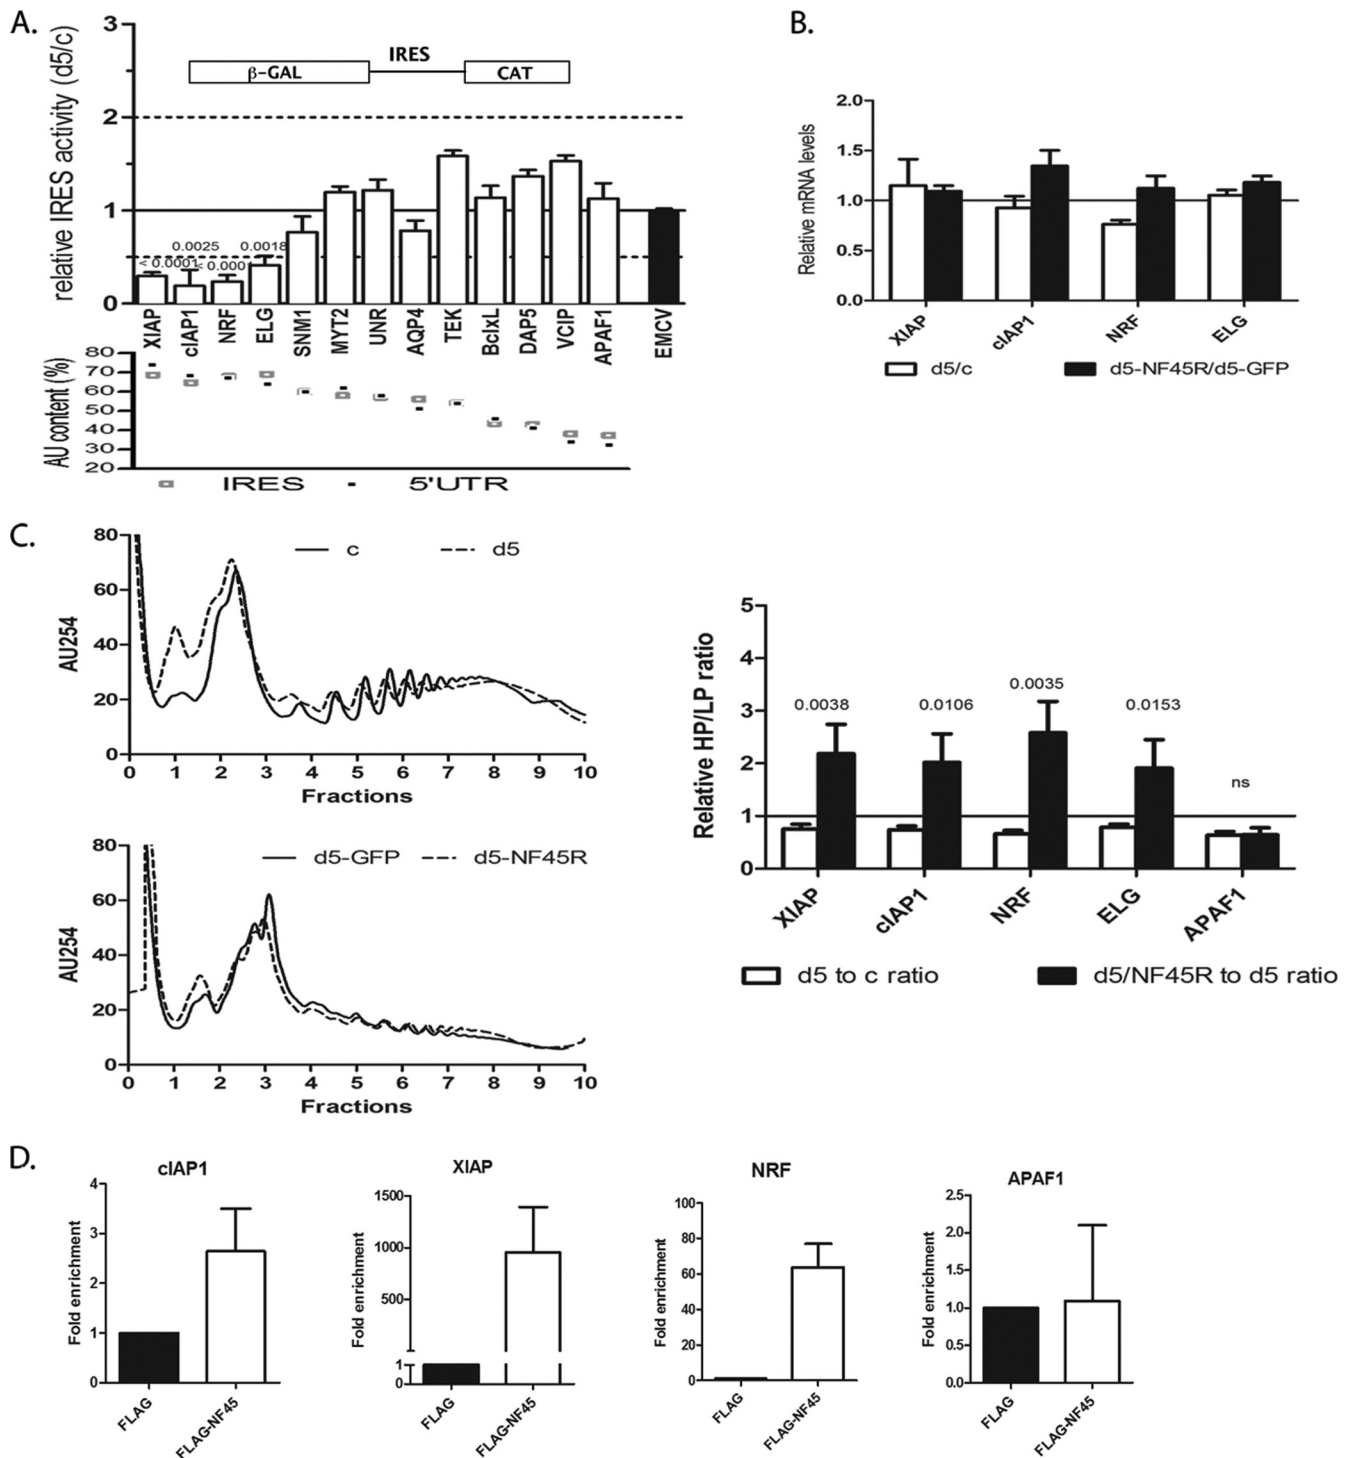 A.
relative IRES activity (d5/c)
3
2
1
0
IRES
β-GAL
CAT
0.0025
0.0018
< 0.0001
< 0.0001
XIAP
cIAP1
NRF
ELG
SNM1
MYT2
UNR
AQP4
TEK
BclxL
DAP5
VCIP
APAF1
EMCV
AU content (%)
80
70
60
50
40
30
20
IRES
5'UTR
B.
Relative mRNA levels
2.0
1.5
1.0
0.5
0.0
XIAP
cIAP1
NRF
ELG
d5/c
d5-NF45R/d5-GFP
C.
AU254
80
60
40
20
0
c
d5
0 1 2 3 4 5 6 7 8 9 10
Fractions
AU254
80
60
40
20
0
d5-GFP
d5-NF45R
0 1 2 3 4 5 6 7 8 9 10
Fractions
Relative HP/LP ratio
5
4
3
2
1
0
0.0038
0.0106
0.0035
0.0153
ns
XIAP
cIAP1
NRF
ELG
APAF1
d5 to c ratio
d5/NF45R to d5 ratio
D.
cIAP1
Fold enrichment
4
3
2
1
0
FLAG
FLAG-NF45
XIAP
Fold enrichment
1500
1000
500
1
0
FLAG
FLAG-NF45
NRF
Fold enrichment
100
80
60
40
20
0
FLAG
FLAG-NF45
APAF1
Fold enrichment
2.5
2.0
1.5
1.0
0.5
0.0
FLAG
FLAG-NF45